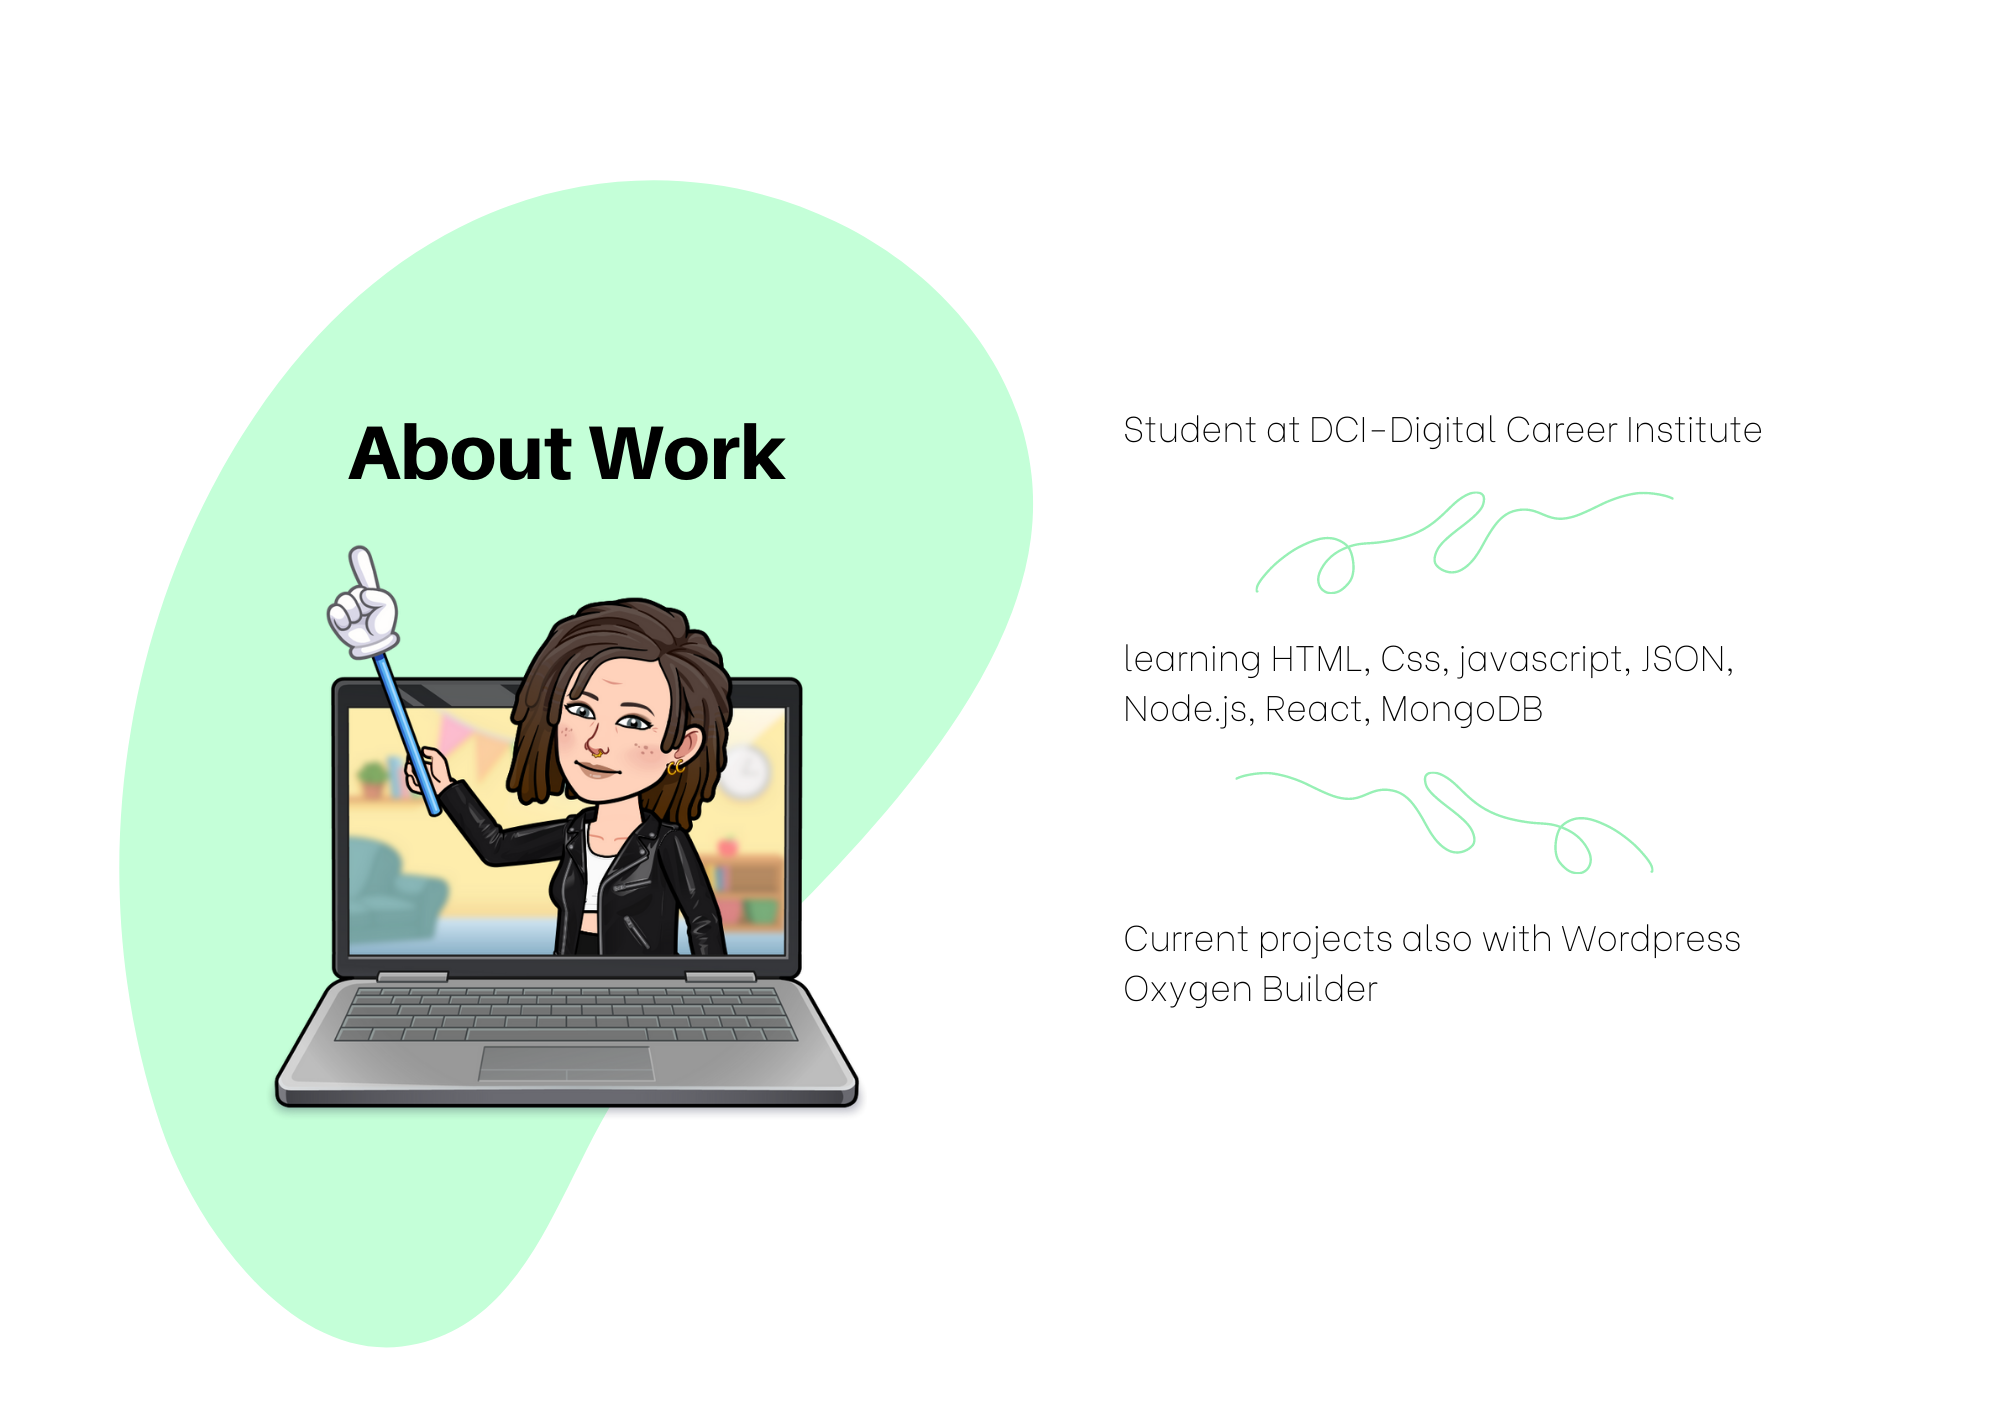 About Work
Student at DCI-Digital Career Institute
learning HTML, Css, javascript, JSON,
Node.js, React, MongoDB
Current projects also with Wordpress
Oxygen Builder